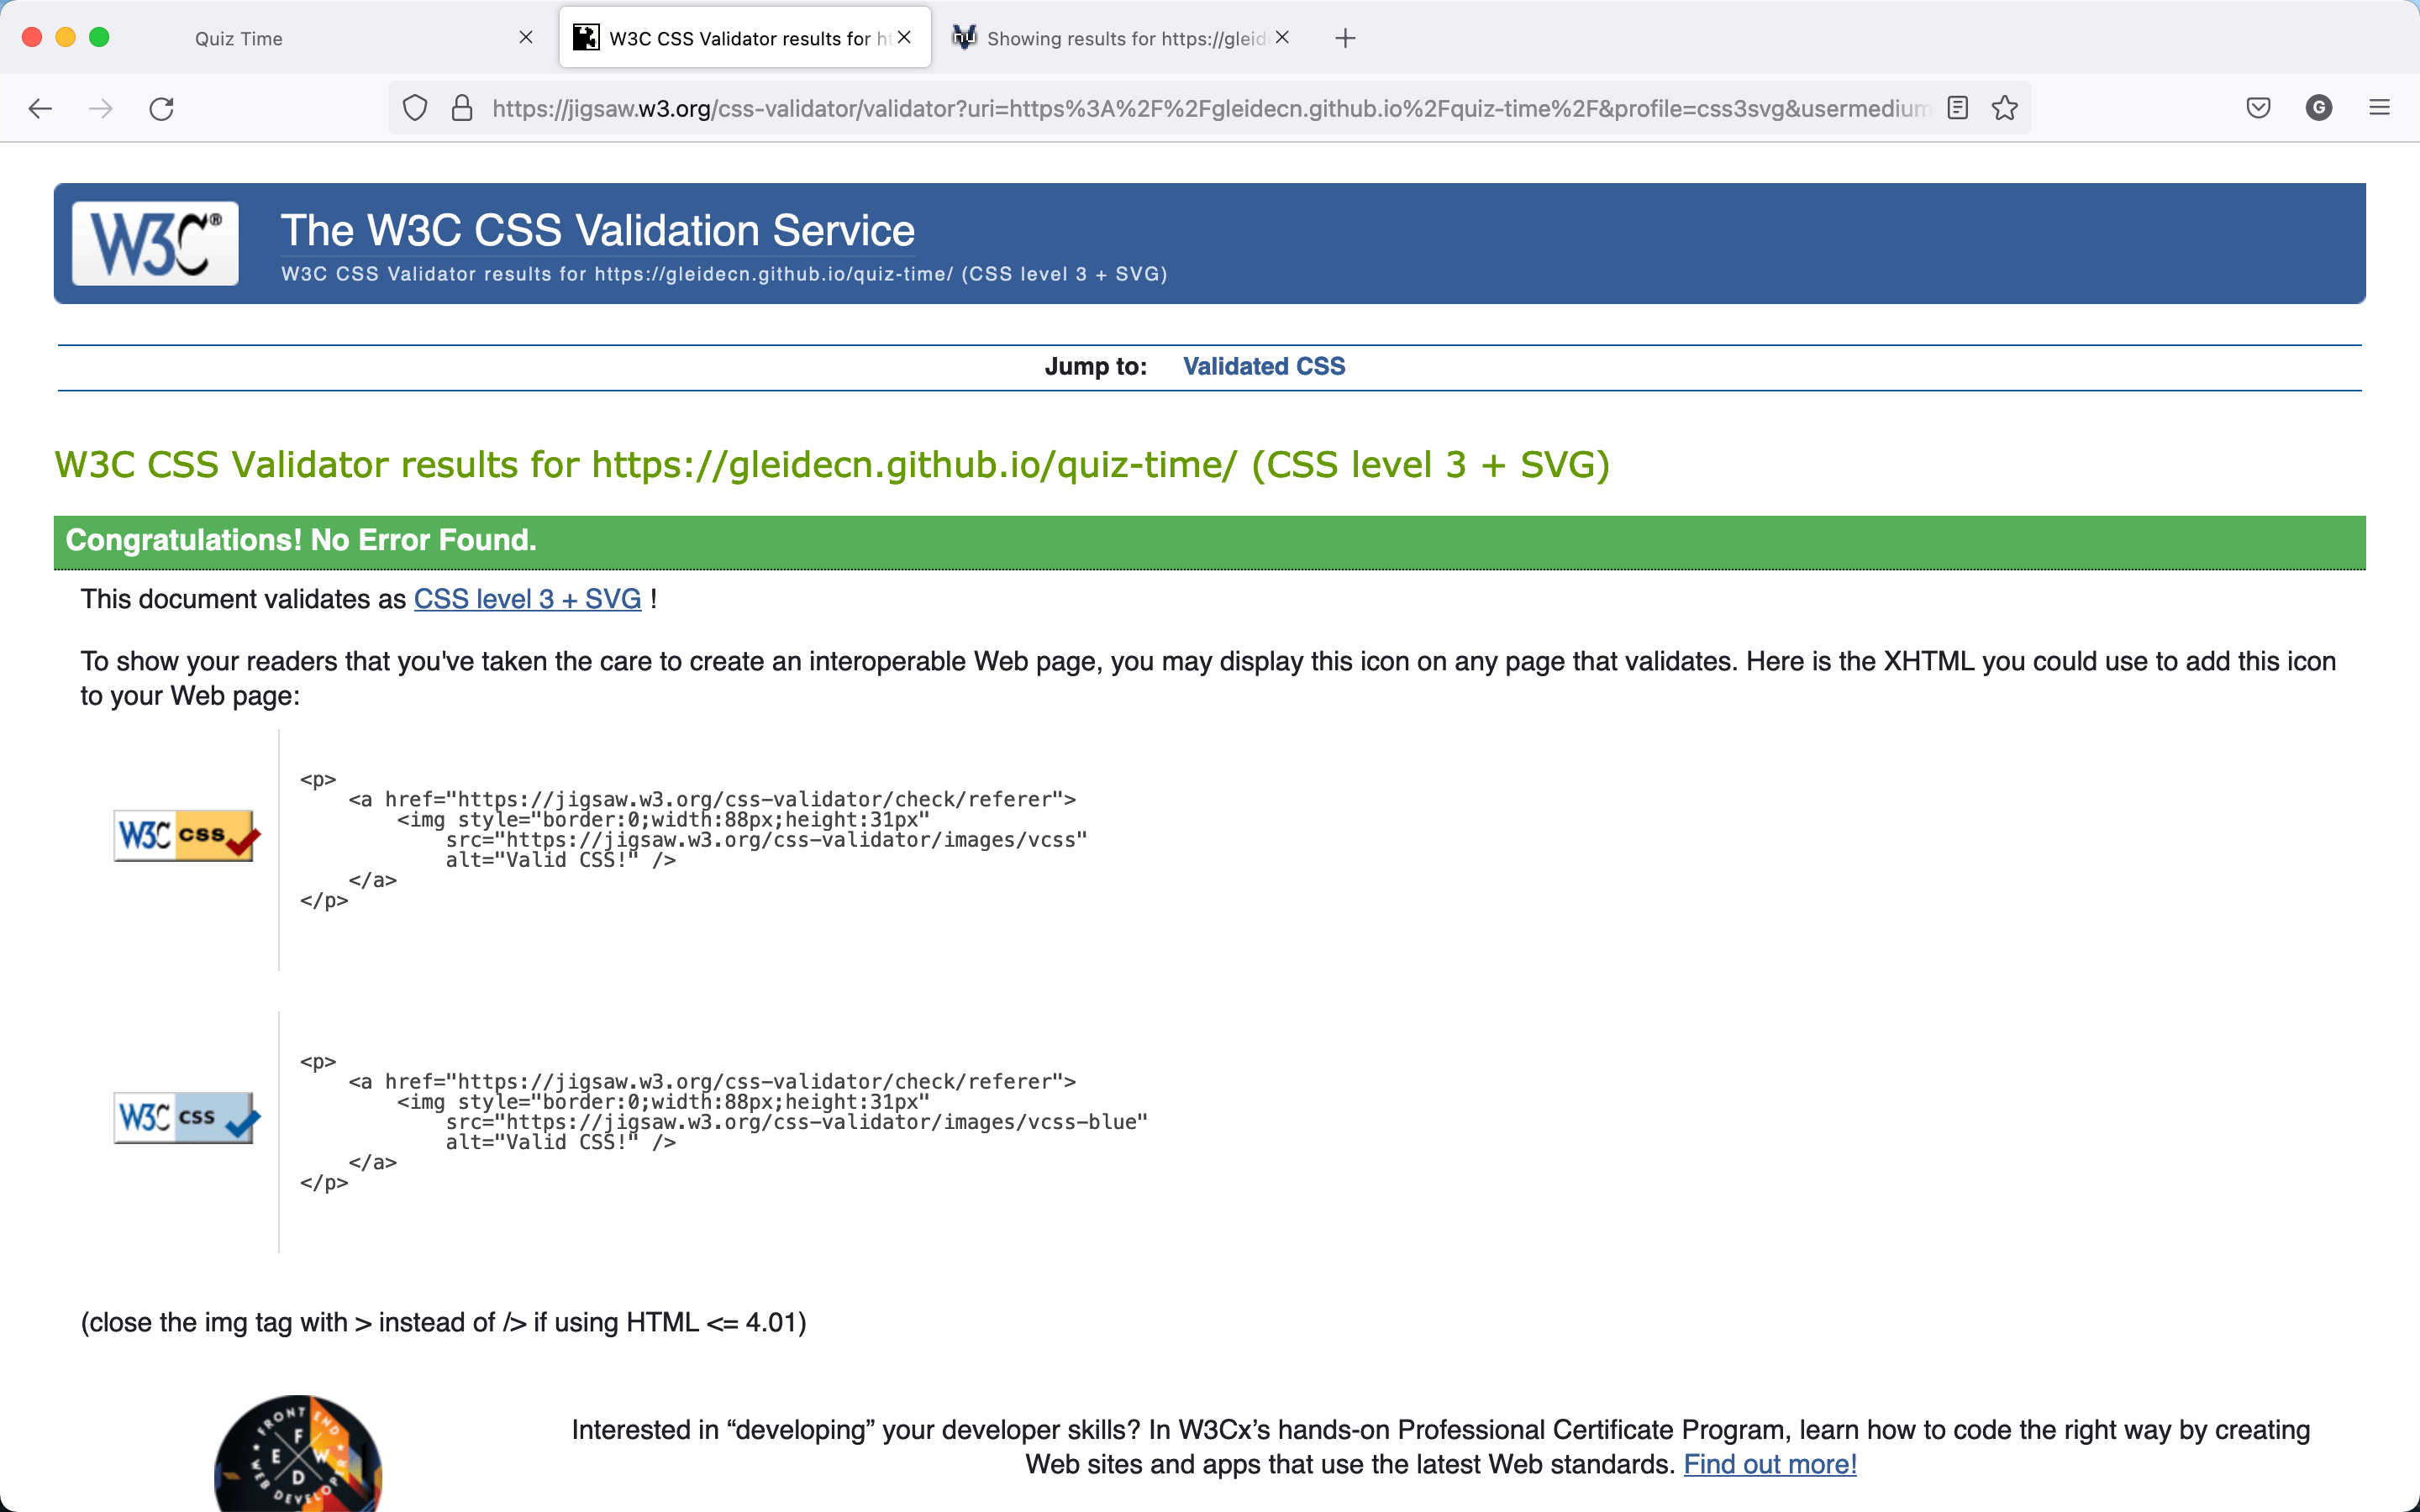 Quiz Time
W3C CSS Validator results for ht
Showing results for https://gleide
https://jigsaw.w3.org/css-validator/validator?uri=https%3A%2F%2Fgleidecn.github.io%2Fquiz-time%2F&profile=css3svg&usermedium
G
W3C®
The W3C CSS Validation Service
W3C CSS Validator results for https://gleidecn.github.io/quiz-time/ (CSS level 3 + SVG)
Jump to: Validated CSS
W3C CSS Validator results for https://gleidecn.github.io/quiz-time/ (CSS level 3 + SVG)
Congratulations! No Error Found.
This document validates as CSS level 3 + SVG !
To show your readers that you've taken the care to create an interoperable Web page, you may display this icon on any page that validates. Here is the XHTML you could use to add this icon
to your Web page:
W3C css
<p>
<a href="https://jigsaw.w3.org/css-validator/check/referer">
<img style="border:0;width:88px;height:31px"
src="https://jigsaw.w3.org/css-validator/images/vcss"
alt="Valid CSS!" />
</a>
</p>
W3C css
<p>
<a href="https://jigsaw.w3.org/css-validator/check/referer">
<img style="border:0;width:88px;height:31px"
src="https://jigsaw.w3.org/css-validator/images/vcss-blue"
alt="Valid CSS!" />
</a>
</p>
(close the img tag with > instead of /> if using HTML <= 4.01)
FRONT END
F E W D
WEB DEVELOPER
Interested in “developing” your developer skills? In W3Cx’s hands-on Professional Certificate Program, learn how to code the right way by creating
Web sites and apps that use the latest Web standards. Find out more!